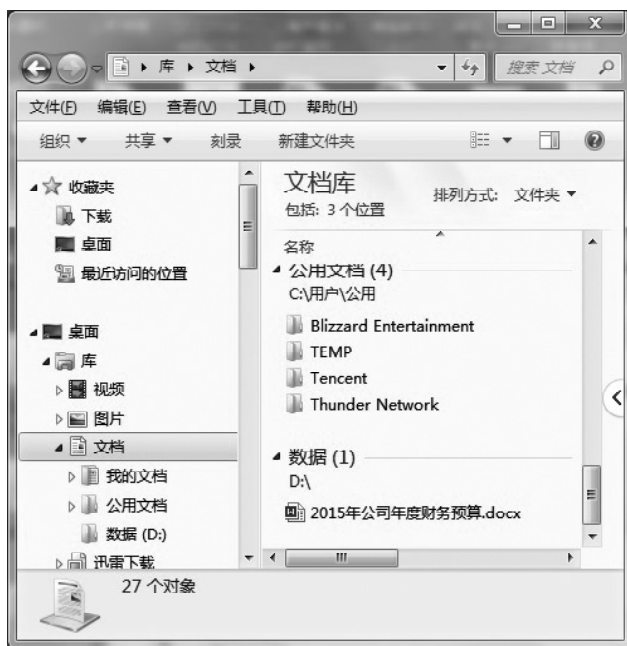 库 文档
搜索 文档
文件(F) 编辑(E) 查看(V) 工具(T) 帮助(H)
组织 共享 刻录 新建文件夹
收藏夹
下载
桌面
最近访问的位置
桌面
库
视频
图片
文档
我的文档
公用文档
数据 (D:)
迅雷下载
文档库
包括: 3 个位置
排列方式: 文件夹
名称
公用文档 (4)
C:\用户\公用
Blizzard Entertainment
TEMP
Tencent
Thunder Network
数据 (1)
D:\
2015年公司年度财务预算.docx
27 个对象